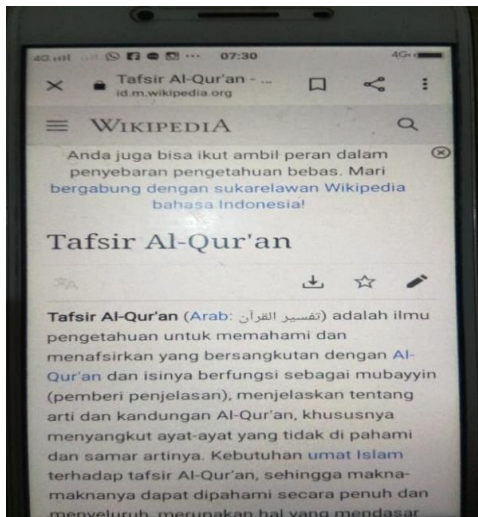 4G 07:30 4G
Tafsir Al-Qur'an - ...
id.m.wikipedia.org
WIKIPEDIA
Anda juga bisa ikut ambil peran dalam
penyebaran pengetahuan bebas. Mari
bergabung dengan sukarelawan Wikipedia
bahasa Indonesia!
Tafsir Al-Qur'an
Tafsir Al-Qur'an (Arab: تفسير القرآن) adalah ilmu
pengetahuan untuk memahami dan
menafsirkan yang bersangkutan dengan Al-
Qur'an dan isinya berfungsi sebagai mubayyin
(pemberi penjelasan), menjelaskan tentang
arti dan kandungan Al-Qur'an, khususnya
menyangkut ayat-ayat yang tidak di pahami
dan samar artinya. Kebutuhan umat Islam
terhadap tafsir Al-Qur'an, sehingga makna-
maknanya dapat dipahami secara penuh dan
menyeluruh, merupakan hal yang mendasar